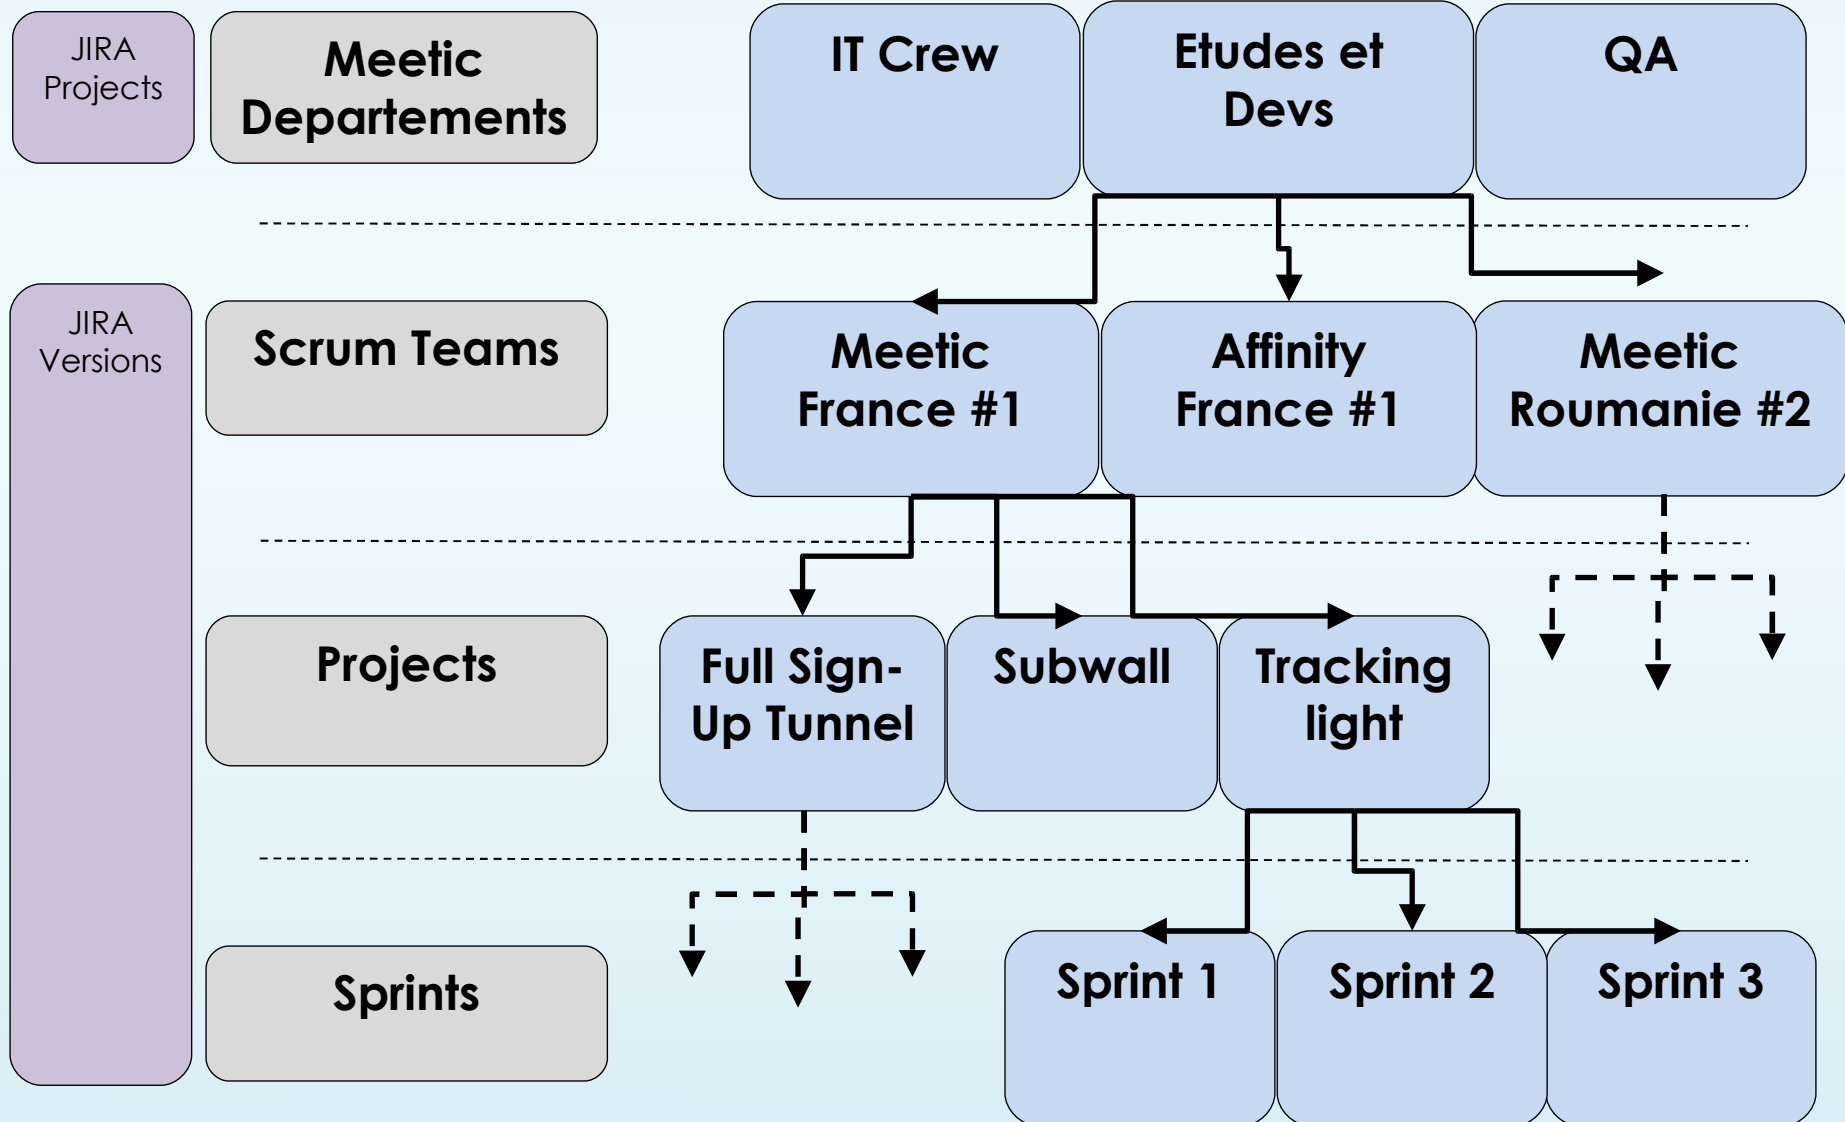 JIRA
Projects
Meetic
Departements
IT Crew
Etudes et
Devs
QA
JIRA
Versions
Scrum Teams
Meetic
France #1
Affinity
France #1
Meetic
Roumanie #2
Projects
Full Sign-
Up Tunnel
Subwall
Tracking
light
Sprints
Sprint 1
Sprint 2
Sprint 3